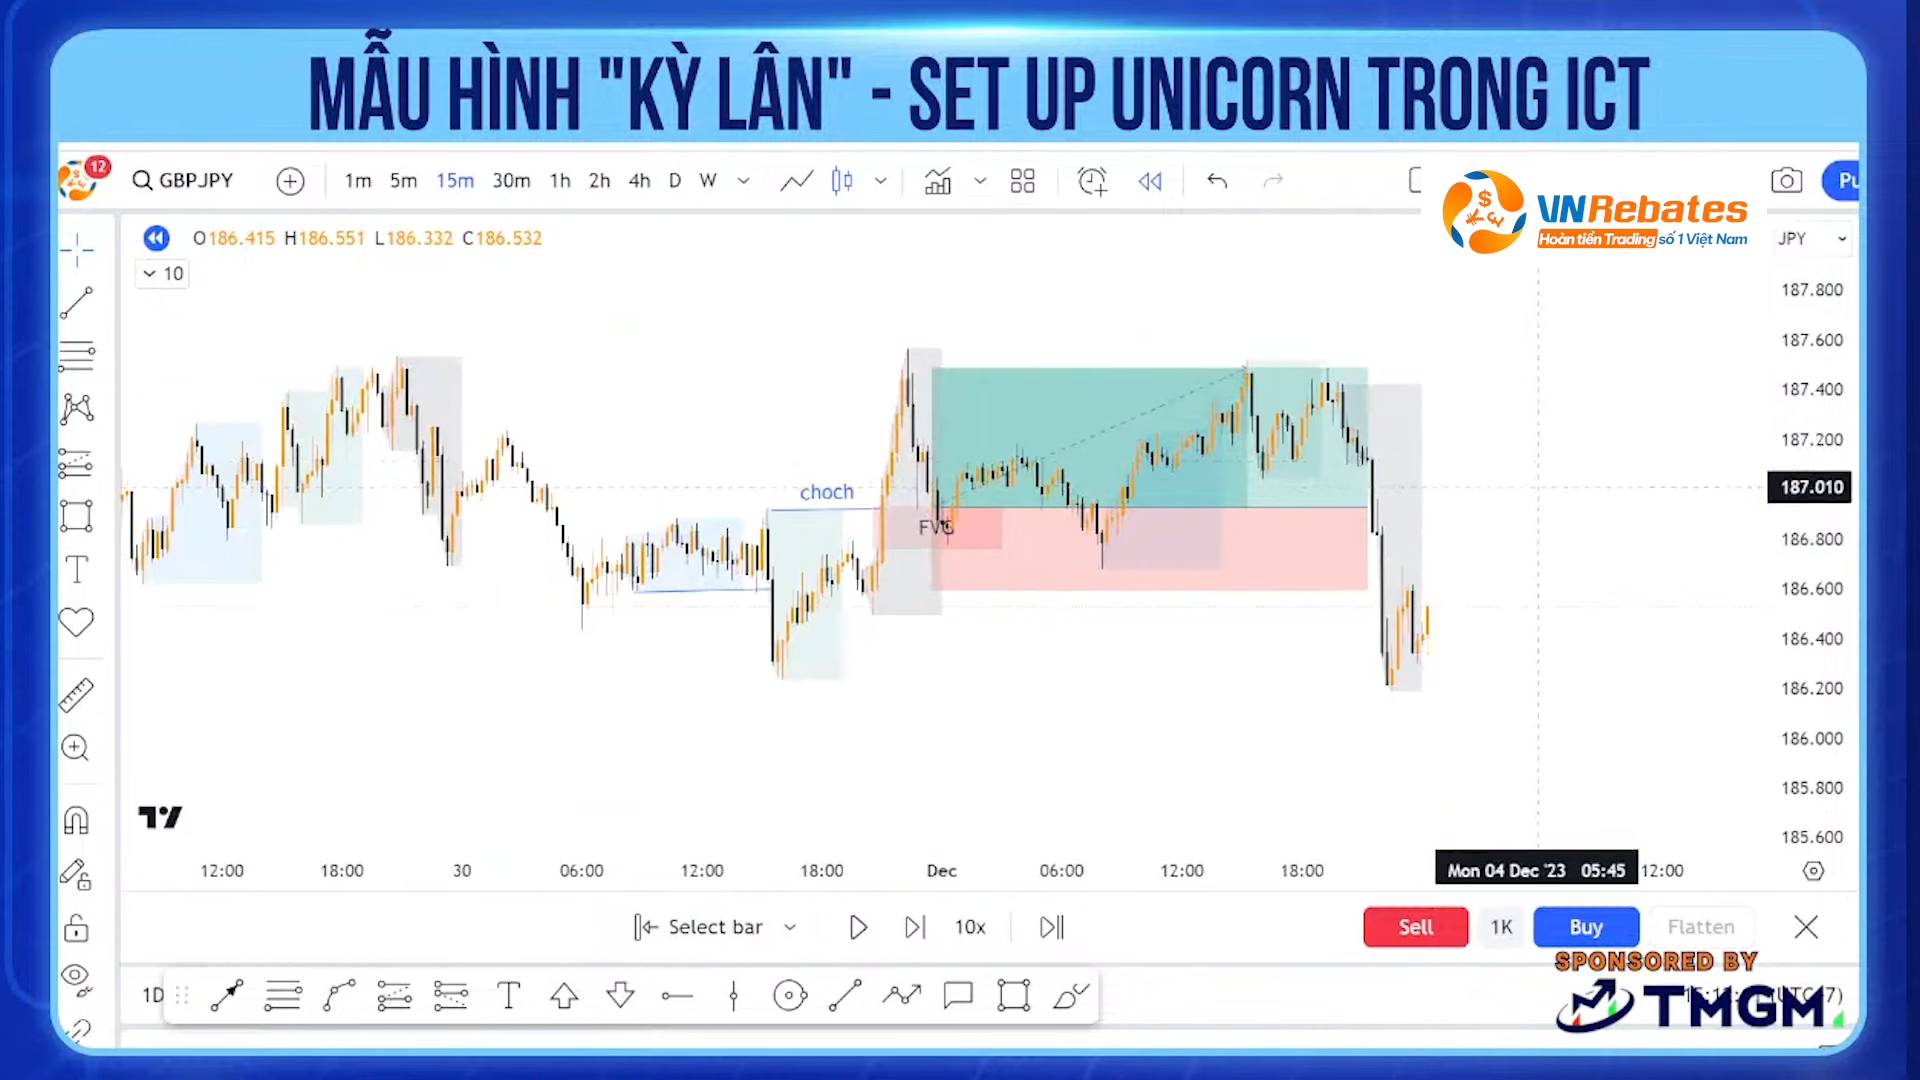 MẪU HÌNH "KỲ LÂN" - SET UP UNICORN TRONG ICT
12
GBPJPY
1m 5m 15m 30m 1h 2h 4h D W
Pu
VNRebates
Hoàn tiền Trading số 1 Việt Nam
O186.415 H186.551 L186.332 C186.532
JPY
10
187.800
187.600
187.400
187.200
187.010
186.800
186.600
186.400
186.200
186.000
185.800
185.600
choch
FVG
12:00 18:00 30 06:00 12:00 18:00 Dec 06:00 12:00 18:00 Mon 04 Dec '23 05:45 12:00
Select bar 10x
Sell 1K Buy Flatten
SPONSORED BY
TMGM
1D